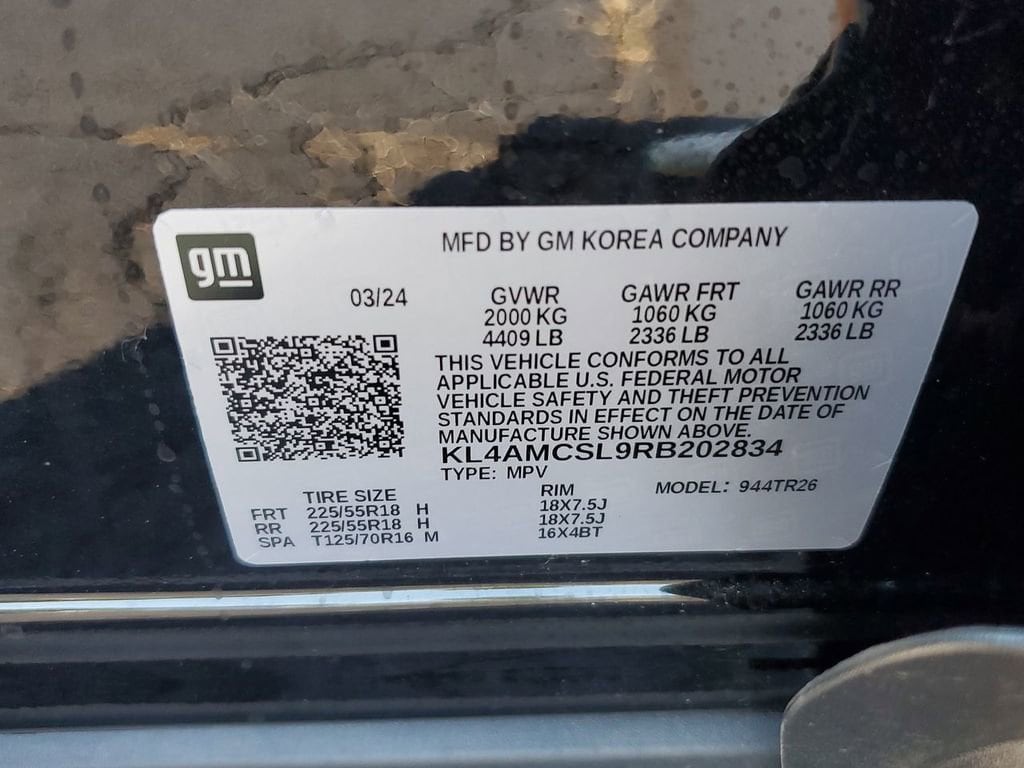 gm
MFD BY GM KOREA COMPANY
03/24
GVWR GAWR FRT GAWR RR
2000 KG 1060 KG 1060 KG
4409 LB 2336 LB 2336 LB
THIS VEHICLE CONFORMS TO ALL
APPLICABLE U.S. FEDERAL MOTOR
VEHICLE SAFETY AND THEFT PREVENTION
STANDARDS IN EFFECT ON THE DATE OF
MANUFACTURE SHOWN ABOVE.
KL4AMCSL9RB202834
TYPE: MPV
MODEL: 944TR26
TIRE SIZE RIM
FRT 225/55R18 H 18X7.5J
RR 225/55R18 H 18X7.5J
SPA T125/70R16 M 16X4BT